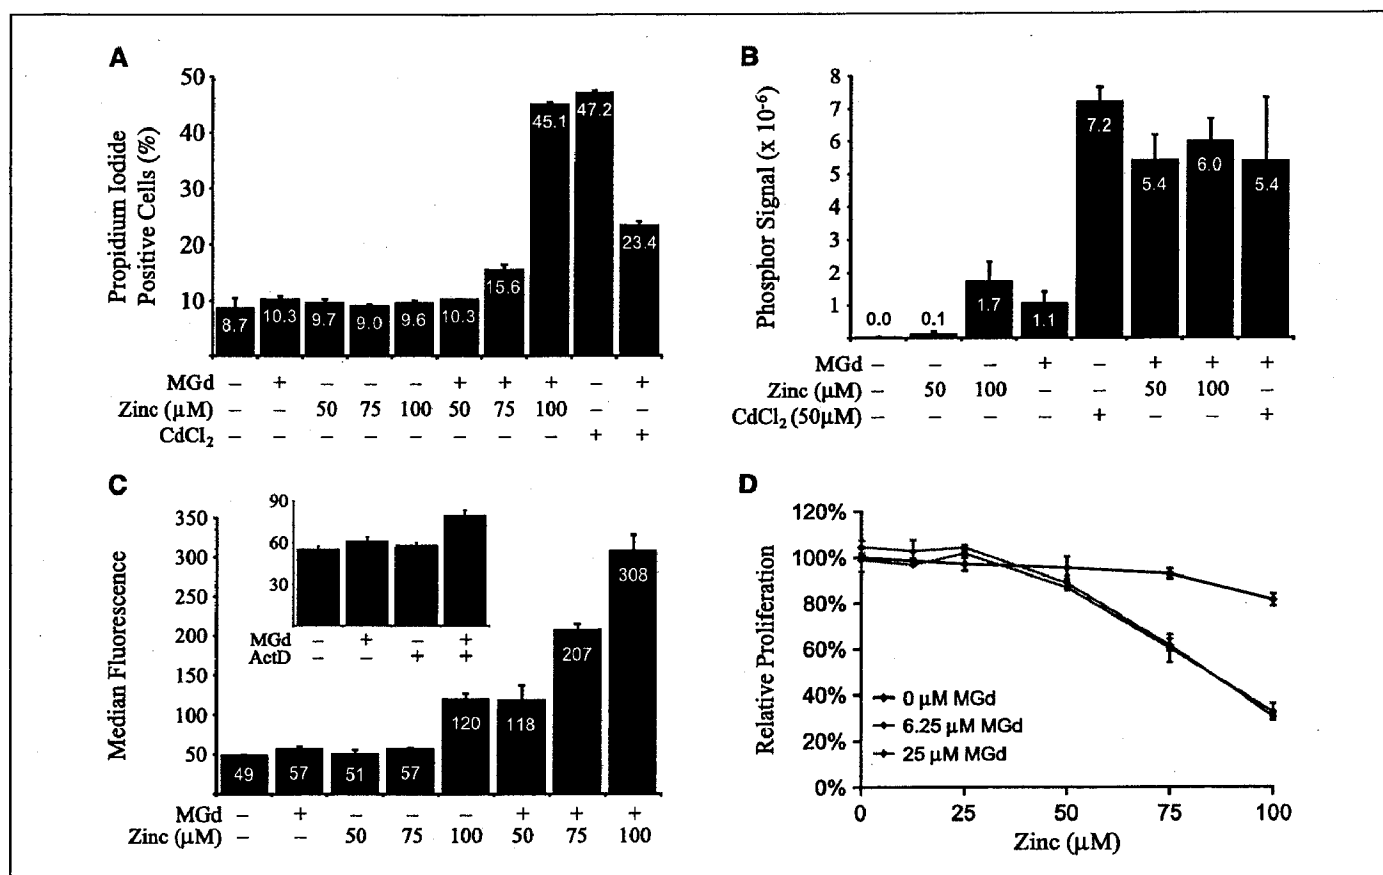 A
Propidium Iodide
Positive Cells (%)
50
40
30
20
10
8.7
10.3
9.7
9.0
9.6
10.3
15.6
45.1
47.2
23.4
MGd – + – – – + + + – +
Zinc (µM) – – 50 75 100 50 75 100 – –
CdCl2 – – – – – – – – + +
B
Phosphor Signal (x 10-6)
8
7
6
5
4
3
2
1
0.0
0.1
1.7
1.1
7.2
5.4
6.0
5.4
MGd – – – + – + + +
Zinc (µM) – 50 100 – – 50 100 –
CdCl2 (50µM) – – – – + – – +
C
Median Fluorescence
350
300
250
200
150
100
50
49
57
51
57
120
118
207
308
90
60
30
MGd – + – +
ActD – – + +
MGd – + – – – + + +
Zinc (µM) – – 50 75 100 50 75 100
D
Relative Proliferation
120%
100%
80%
60%
40%
20%
0%
0 µM MGd
6.25 µM MGd
25 µM MGd
0 25 50 75 100
Zinc (µM)